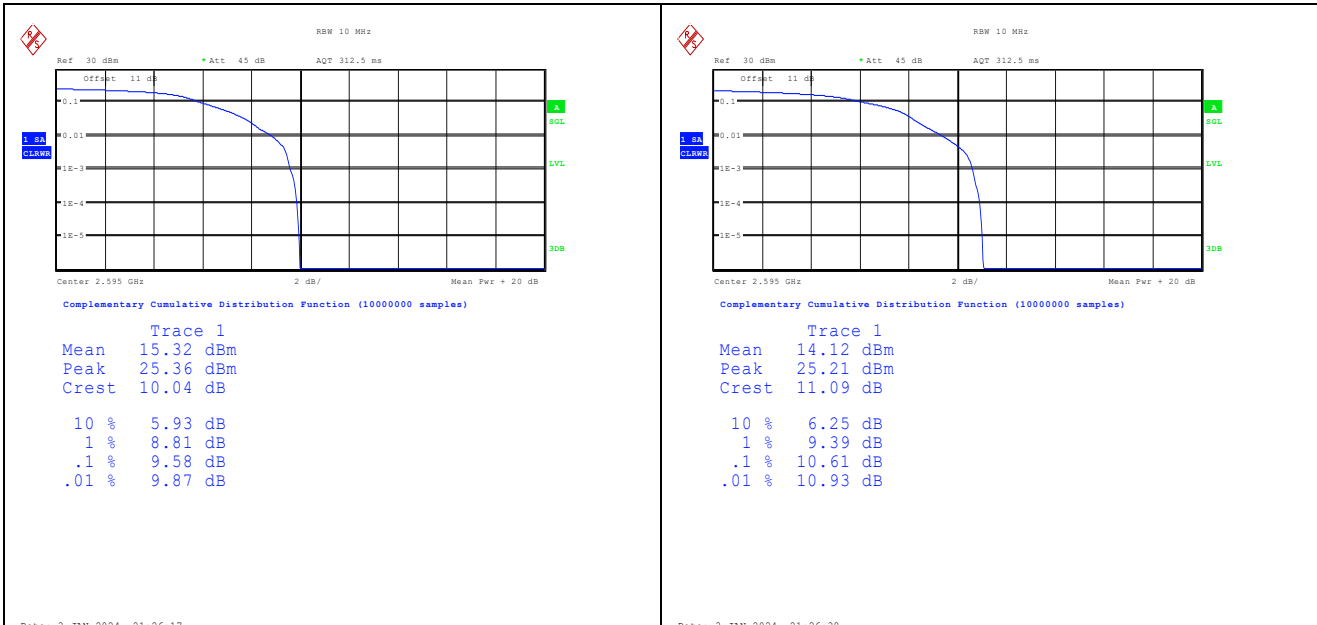 R S
RBW 10 MHz
Ref 30 dBm * Att 45 dB AQT 312.5 ms
Offset 11 dB
0.1
0.01
1E-3
1E-4
1E-5
1 SA
CLRWR
A
SGL
LVL
3DB
Center 2.595 GHz 2 dB/ Mean Pwr + 20 dB
Complementary Cumulative Distribution Function (10000000 samples)
Trace 1
Mean 15.32 dBm
Peak 25.36 dBm
Crest 10.04 dB
10 % 5.93 dB
1 % 8.81 dB
.1 % 9.58 dB
.01 % 9.87 dB
R S
RBW 10 MHz
Ref 30 dBm * Att 45 dB AQT 312.5 ms
Offset 11 dB
0.1
0.01
1E-3
1E-4
1E-5
1 SA
CLRWR
A
SGL
LVL
3DB
Center 2.595 GHz 2 dB/ Mean Pwr + 20 dB
Complementary Cumulative Distribution Function (10000000 samples)
Trace 1
Mean 14.12 dBm
Peak 25.21 dBm
Crest 11.09 dB
10 % 6.25 dB
1 % 9.39 dB
.1 % 10.61 dB
.01 % 10.93 dB